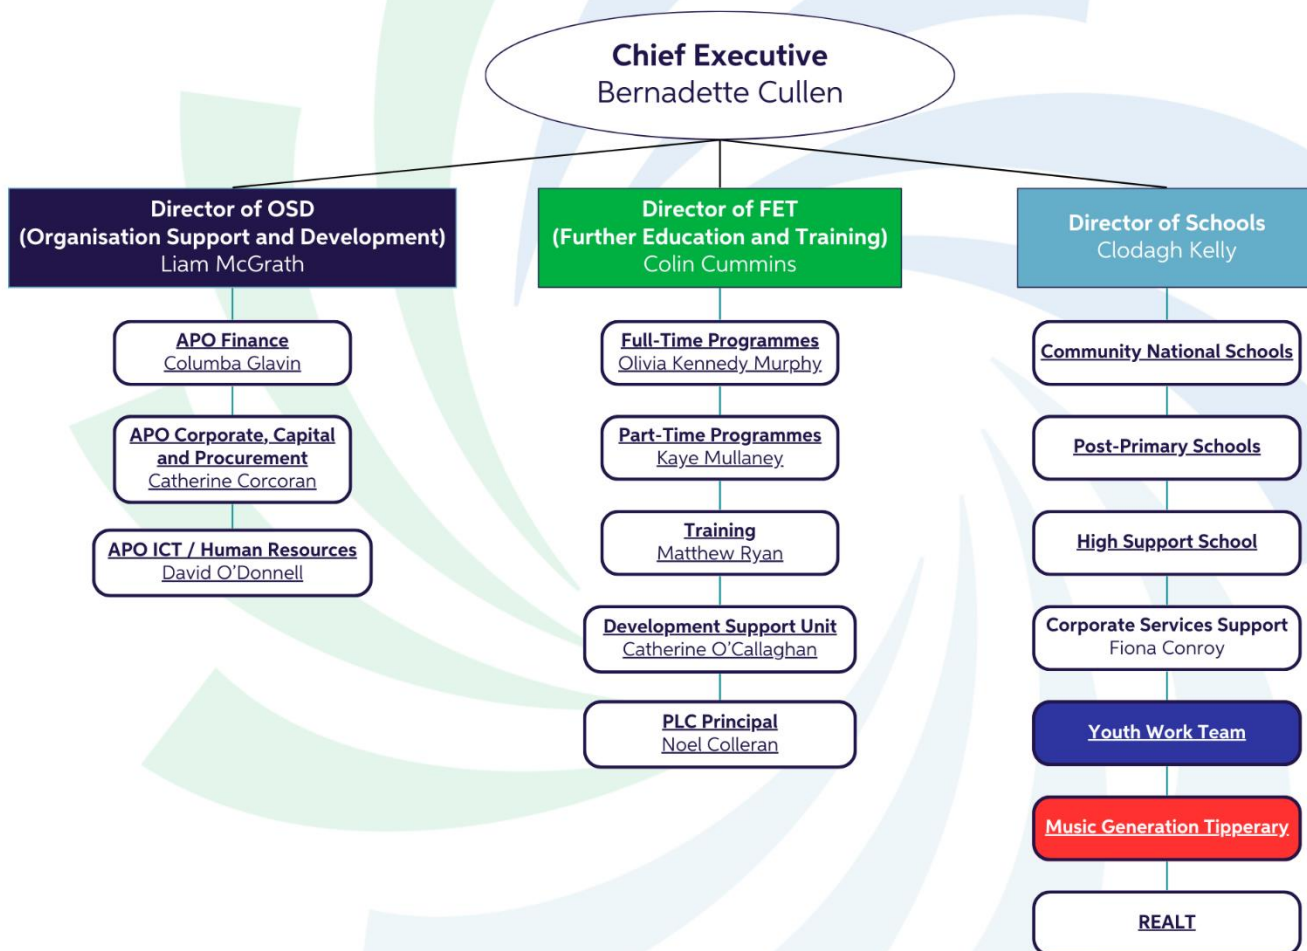 Chief Executive
Bernadette Cullen
Director of OSD
(Organisation Support and Development)
Liam McGrath
APO Finance
Columba Glavin
APO Corporate, Capital
and Procurement
Catherine Corcoran
APO ICT / Human Resources
David O'Donnell
Director of FET
(Further Education and Training)
Colin Cummins
Full-Time Programmes
Olivia Kennedy Murphy
Part-Time Programmes
Kaye Mullaney
Training
Matthew Ryan
Development Support Unit
Catherine O'Callaghan
PLC Principal
Noel Colleran
Director of Schools
Clodagh Kelly
Community National Schools
Post-Primary Schools
High Support School
Corporate Services Support
Fiona Conroy
Youth Work Team
Music Generation Tipperary
REALT